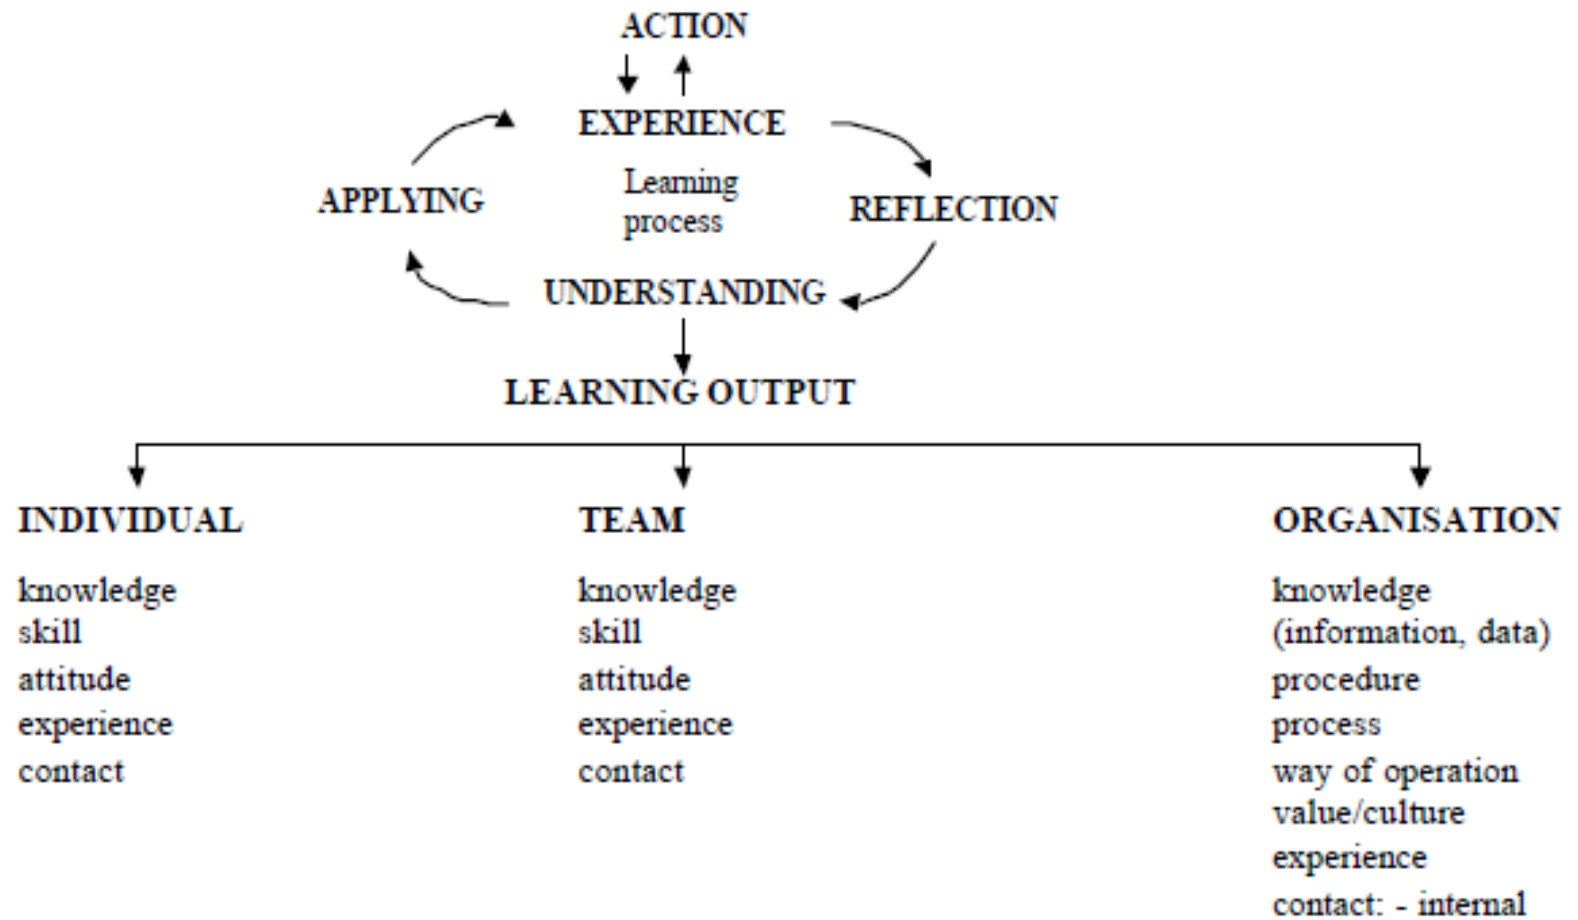 ACTION
EXPERIENCE
Learning
process
APPLYING
REFLECTION
UNDERSTANDING
LEARNING OUTPUT
INDIVIDUAL
knowledge
skill
attitude
experience
contact
TEAM
knowledge
skill
attitude
experience
contact
ORGANISATION
knowledge
(information, data)
procedure
process
way of operation
value/culture
experience
contact: - internal